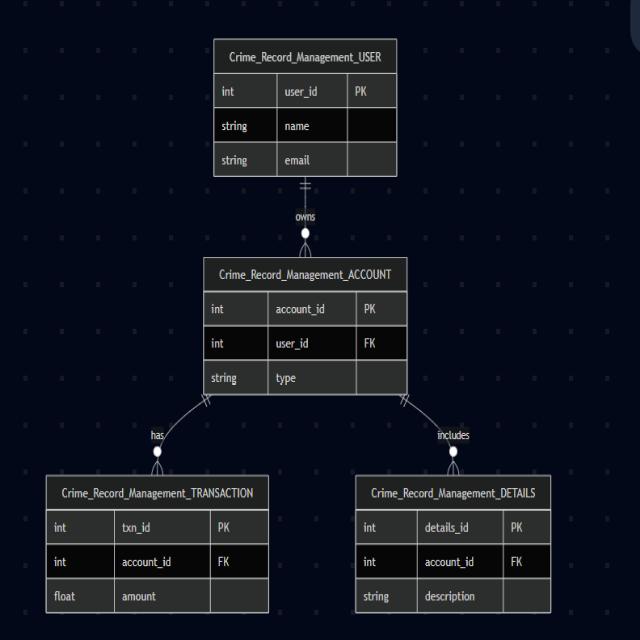 Crime_Record_Management_USER
int user_id PK
string name
string email
owns
Crime_Record_Management_ACCOUNT
int account_id PK
int user_id FK
string type
has includes
Crime_Record_Management_TRANSACTION
int txn_id PK
int account_id FK
float amount
Crime_Record_Management_DETAILS
int details_id PK
int account_id FK
string description